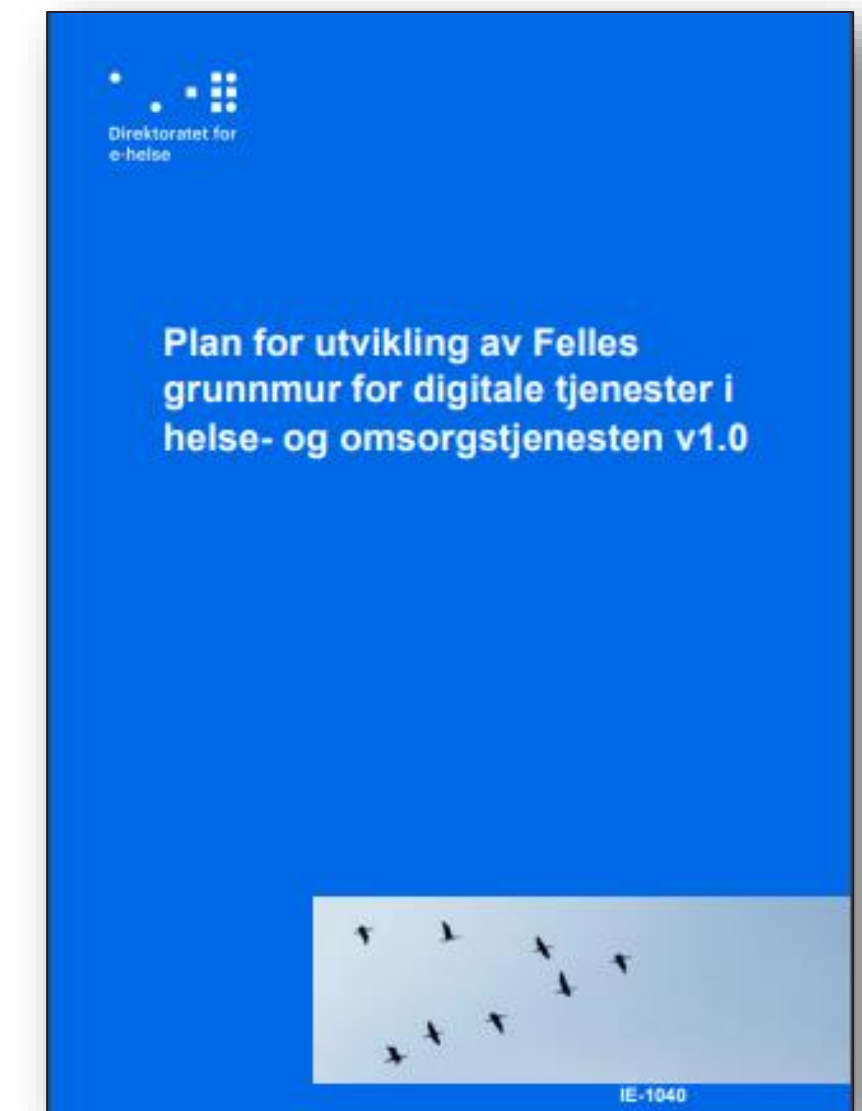 Direktoratet for
e-helse
Plan for utvikling av Felles
grunnmur for digitale tjenester i
helse- og omsorgstjenesten v1.0
IE-1040